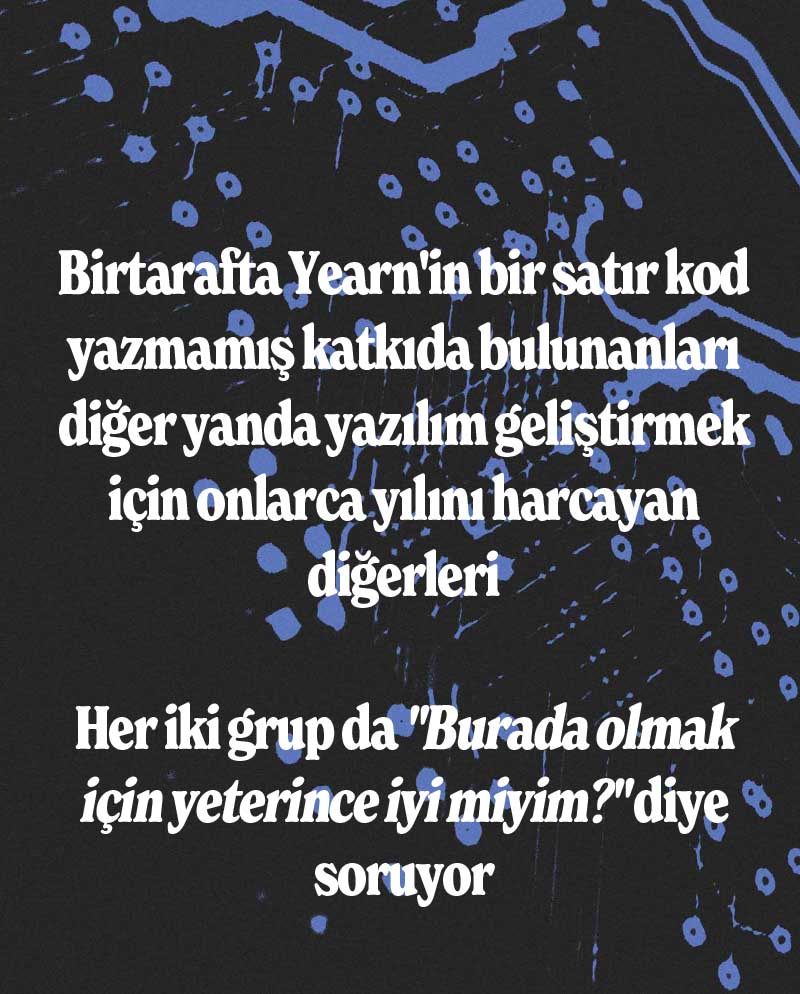 Birtarafta Yearn'in bir satır kod
yazmamış katkıda bulunanları
diğer yanda yazılım geliştirmek
için onlarca yılını harcayan
diğerleri
Her iki grup da "Burada olmak
için yeterince iyi miyim?" diye
soruyor